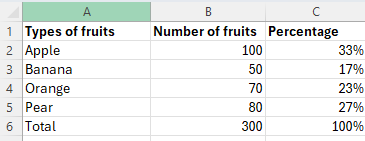 A B C
1 Types of fruits Number of fruits Percentage
2 Apple 100 33%
3 Banana 50 17%
4 Orange 70 23%
5 Pear 80 27%
6 Total 300 100%